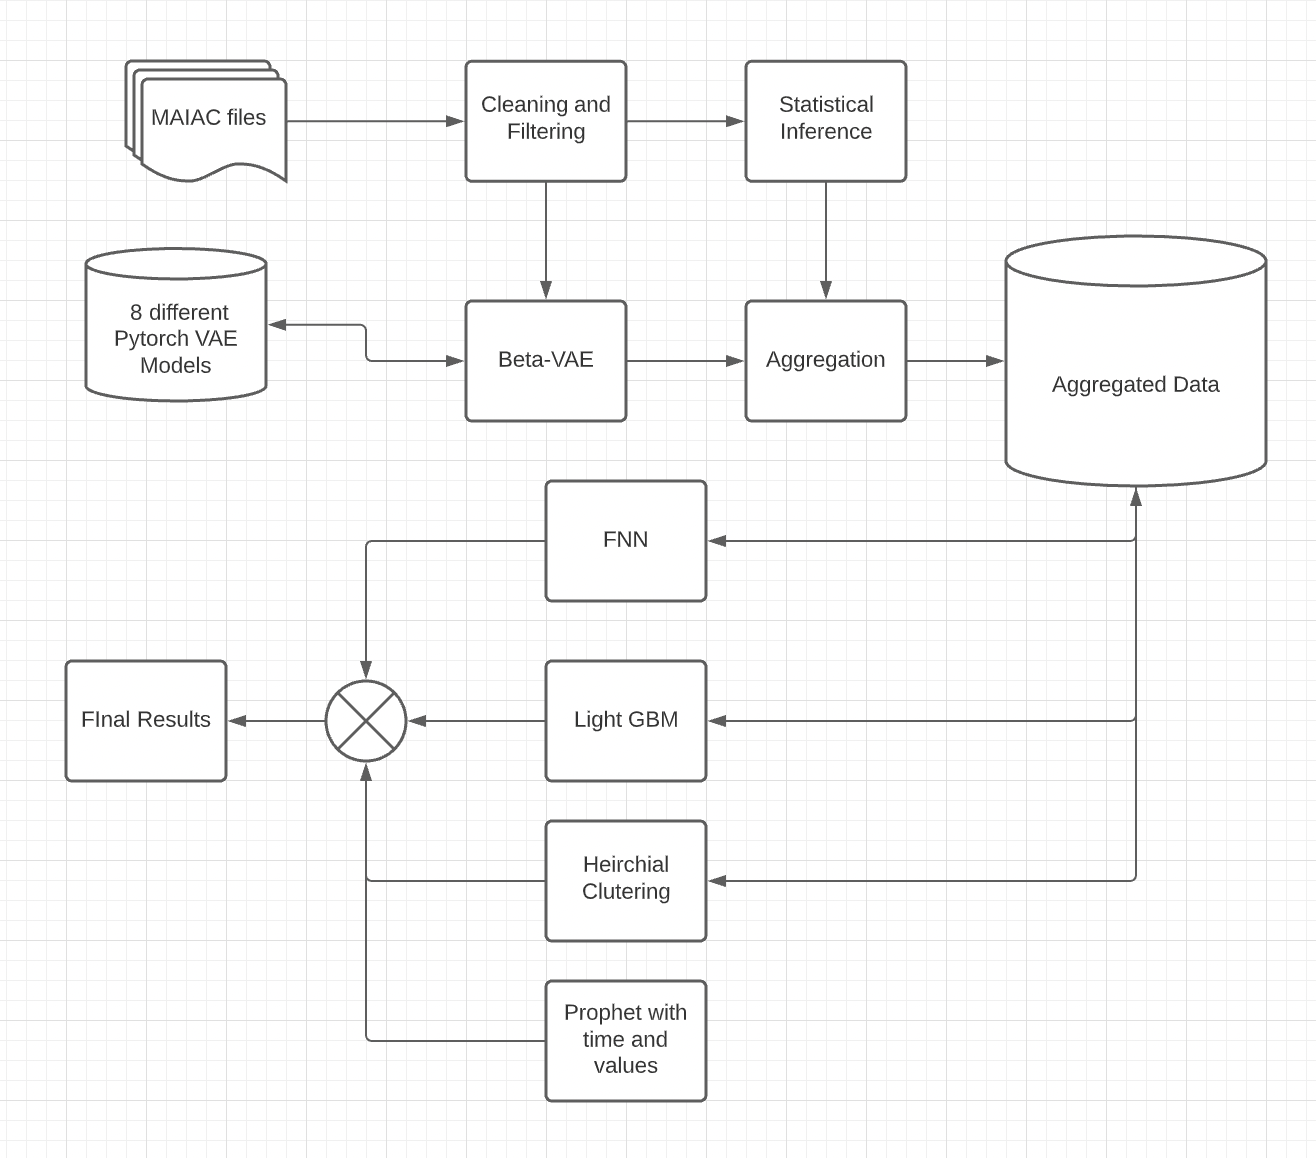 MAIAC files
Cleaning and
Filtering
Statistical
Inference
8 different
Pytorch VAE
Models
Beta-VAE
Aggregation
Aggregated Data
FNN
FInal Results
Light GBM
Heirchial
Clutering
Prophet with
time and
values